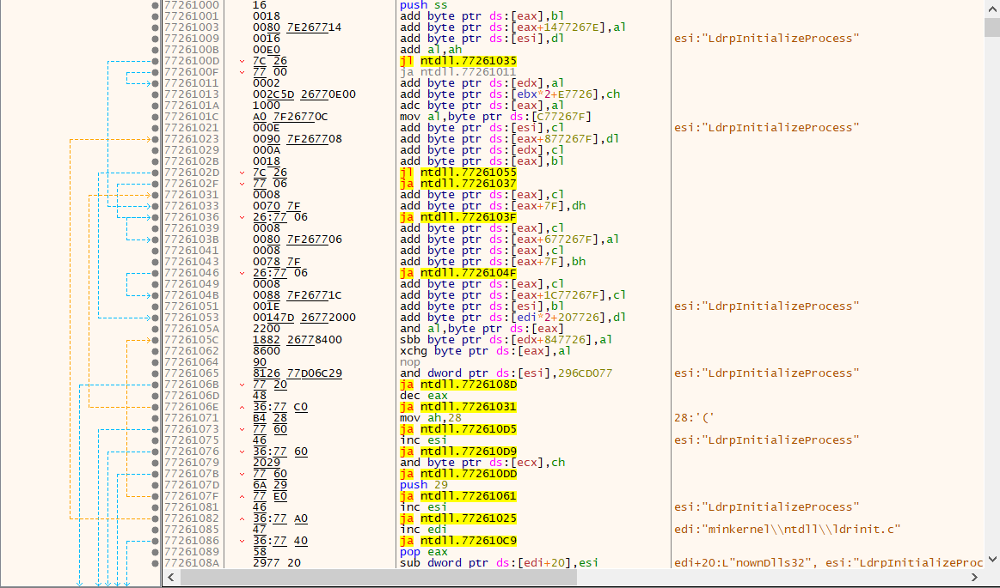 77261000 16 push ss
77261001 0018 add byte ptr ds:[eax],bl
77261003 0080 7E267714 add byte ptr ds:[eax+1477267E],al
77261009 0016 add byte ptr ds:[esi],dl esi:"LdrpInitializeProcess"
7726100B 00E0 add al,ah
7726100D 7C 26 jl ntdll.77261035
7726100F 77 00 ja ntdll.77261011
77261011 0002 add byte ptr ds:[edx],al
77261013 002C5D 26770E00 add byte ptr ds:[ebx*2+E7726],ch
7726101A 1000 adc byte ptr ds:[eax],al
7726101C A0 7F26770C mov al,byte ptr ds:[C77267F]
77261021 000E add byte ptr ds:[esi],cl esi:"LdrpInitializeProcess"
77261023 0090 7F267708 add byte ptr ds:[eax+877267F],dl
77261029 000A add byte ptr ds:[edx],cl
7726102B 0018 add byte ptr ds:[eax],bl
7726102D 7C 26 jl ntdll.77261055
7726102F 77 06 ja ntdll.77261037
77261031 0008 add byte ptr ds:[eax],cl
77261033 0070 7F add byte ptr ds:[eax+7F],dh
77261036 26:77 06 ja ntdll.7726103F
77261039 0008 add byte ptr ds:[eax],cl
7726103B 0080 7F267706 add byte ptr ds:[eax+677267F],al
77261041 0008 add byte ptr ds:[eax],cl
77261043 0078 7F add byte ptr ds:[eax+7F],bh
77261046 26:77 06 ja ntdll.7726104F
77261049 0008 add byte ptr ds:[eax],cl
7726104B 0088 7F26771C add byte ptr ds:[eax+1C77267F],cl
77261051 001E add byte ptr ds:[esi],bl esi:"LdrpInitializeProcess"
77261053 00147D 26772000 add byte ptr ds:[edi*2+207726],dl
7726105A 2200 and al,byte ptr ds:[eax]
7726105C 1882 26778400 sbb byte ptr ds:[edx+847726],al
77261062 8600 xchg byte ptr ds:[eax],al
77261064 90 nop
77261065 8126 77D06C29 and dword ptr ds:[esi],296CD077 esi:"LdrpInitializeProcess"
7726106B 77 20 ja ntdll.7726108D
7726106D 48 dec eax
7726106E 36:77 C0 ja ntdll.77261031
77261071 B4 28 mov ah,28 28:'('
77261073 77 60 ja ntdll.772610D5
77261075 46 inc esi esi:"LdrpInitializeProcess"
77261076 36:77 60 ja ntdll.772610D9
77261079 2029 and byte ptr ds:[ecx],ch
7726107B 77 60 ja ntdll.772610DD
7726107D 6A 29 push 29
7726107F 77 E0 ja ntdll.77261061
77261081 46 inc esi esi:"LdrpInitializeProcess"
77261082 36:77 A0 ja ntdll.77261025
77261085 47 inc edi edi:"minkernel\\ntdll\\ldrinit.c"
77261086 36:77 40 ja ntdll.772610C9
77261089 58 pop eax
7726108A 2977 20 sub dword ptr ds:[edi+20],esi edi+20:L"nownDlls32", esi:"LdrpInitializeProc